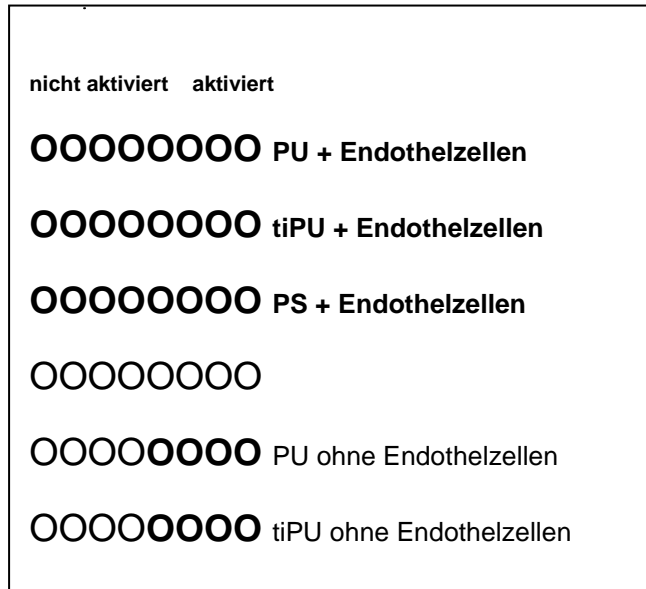 nicht aktiviert aktiviert
OOOOOOOO PU + Endothelzellen
OOOOOOOO tiPU + Endothelzellen
OOOOOOOO PS + Endothelzellen
OOOOOOOO
OOOOOOOO PU ohne Endothelzellen
OOOOOOOO tiPU ohne Endothelzellen